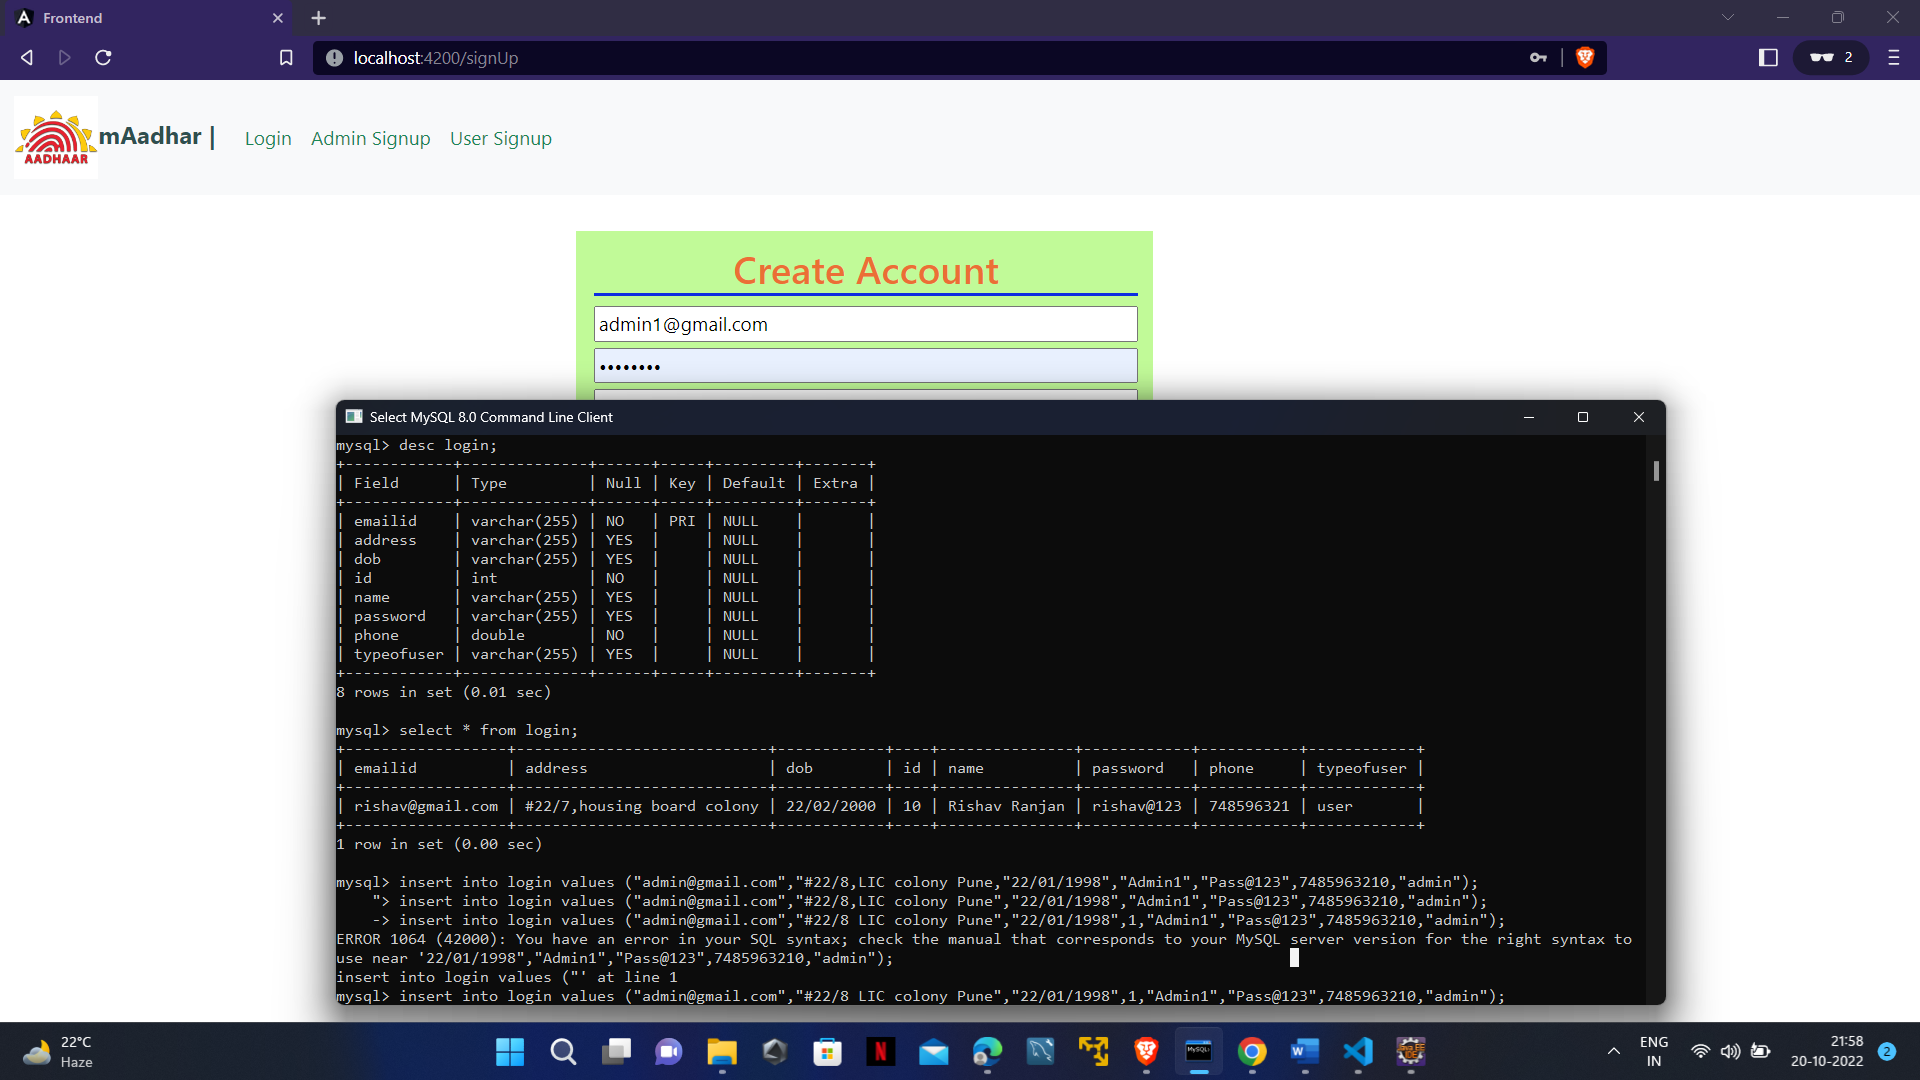 Frontend
localhost:4200/signUp
2
AADHAAR
mAadhar | Login Admin Signup User Signup
Create Account
admin1@gmail.com
••••••••
Select MySQL 8.0 Command Line Client
mysql> desc login;
+------------+--------------+------+-----+---------+-------+
| Field      | Type         | Null | Key | Default | Extra |
+------------+--------------+------+-----+---------+-------+
| emailid    | varchar(255) | NO   | PRI | NULL    |       |
| address    | varchar(255) | YES  |     | NULL    |       |
| dob        | varchar(255) | YES  |     | NULL    |       |
| id         | int          | NO   |     | NULL    |       |
| name       | varchar(255) | YES  |     | NULL    |       |
| password   | varchar(255) | YES  |     | NULL    |       |
| phone      | double       | NO   |     | NULL    |       |
| typeofuser | varchar(255) | YES  |     | NULL    |       |
+------------+--------------+------+-----+---------+-------+
8 rows in set (0.01 sec)
mysql> select * from login;
+------------------+----------------------------+------------+----+---------------+------------+-----------+------------+
| emailid          | address                    | dob        | id | name          | password   | phone     | typeofuser |
+------------------+----------------------------+------------+----+---------------+------------+-----------+------------+
| rishav@gmail.com | #22/7,housing board colony | 22/02/2000 | 10 | Rishav Ranjan | rishav@123 | 748596321 | user       |
+------------------+----------------------------+------------+----+---------------+------------+-----------+------------+
1 row in set (0.00 sec)
mysql> insert into login values ("admin@gmail.com","#22/8,LIC colony Pune,"22/01/1998","Admin1","Pass@123",7485963210,"admin");
    "> insert into login values ("admin@gmail.com","#22/8,LIC colony Pune","22/01/1998","Admin1","Pass@123",7485963210,"admin");
    -> insert into login values ("admin@gmail.com","#22/8 LIC colony Pune","22/01/1998",1,"Admin1","Pass@123",7485963210,"admin");
ERROR 1064 (42000): You have an error in your SQL syntax; check the manual that corresponds to your MySQL server version for the right syntax to
use near '22/01/1998","Admin1","Pass@123",7485963210,"admin");
insert into login values ("' at line 1
mysql> insert into login values ("admin@gmail.com","#22/8 LIC colony Pune","22/01/1998",1,"Admin1","Pass@123",7485963210,"admin");
22°C
Haze
ENG
IN
21:58
20-10-2022
2